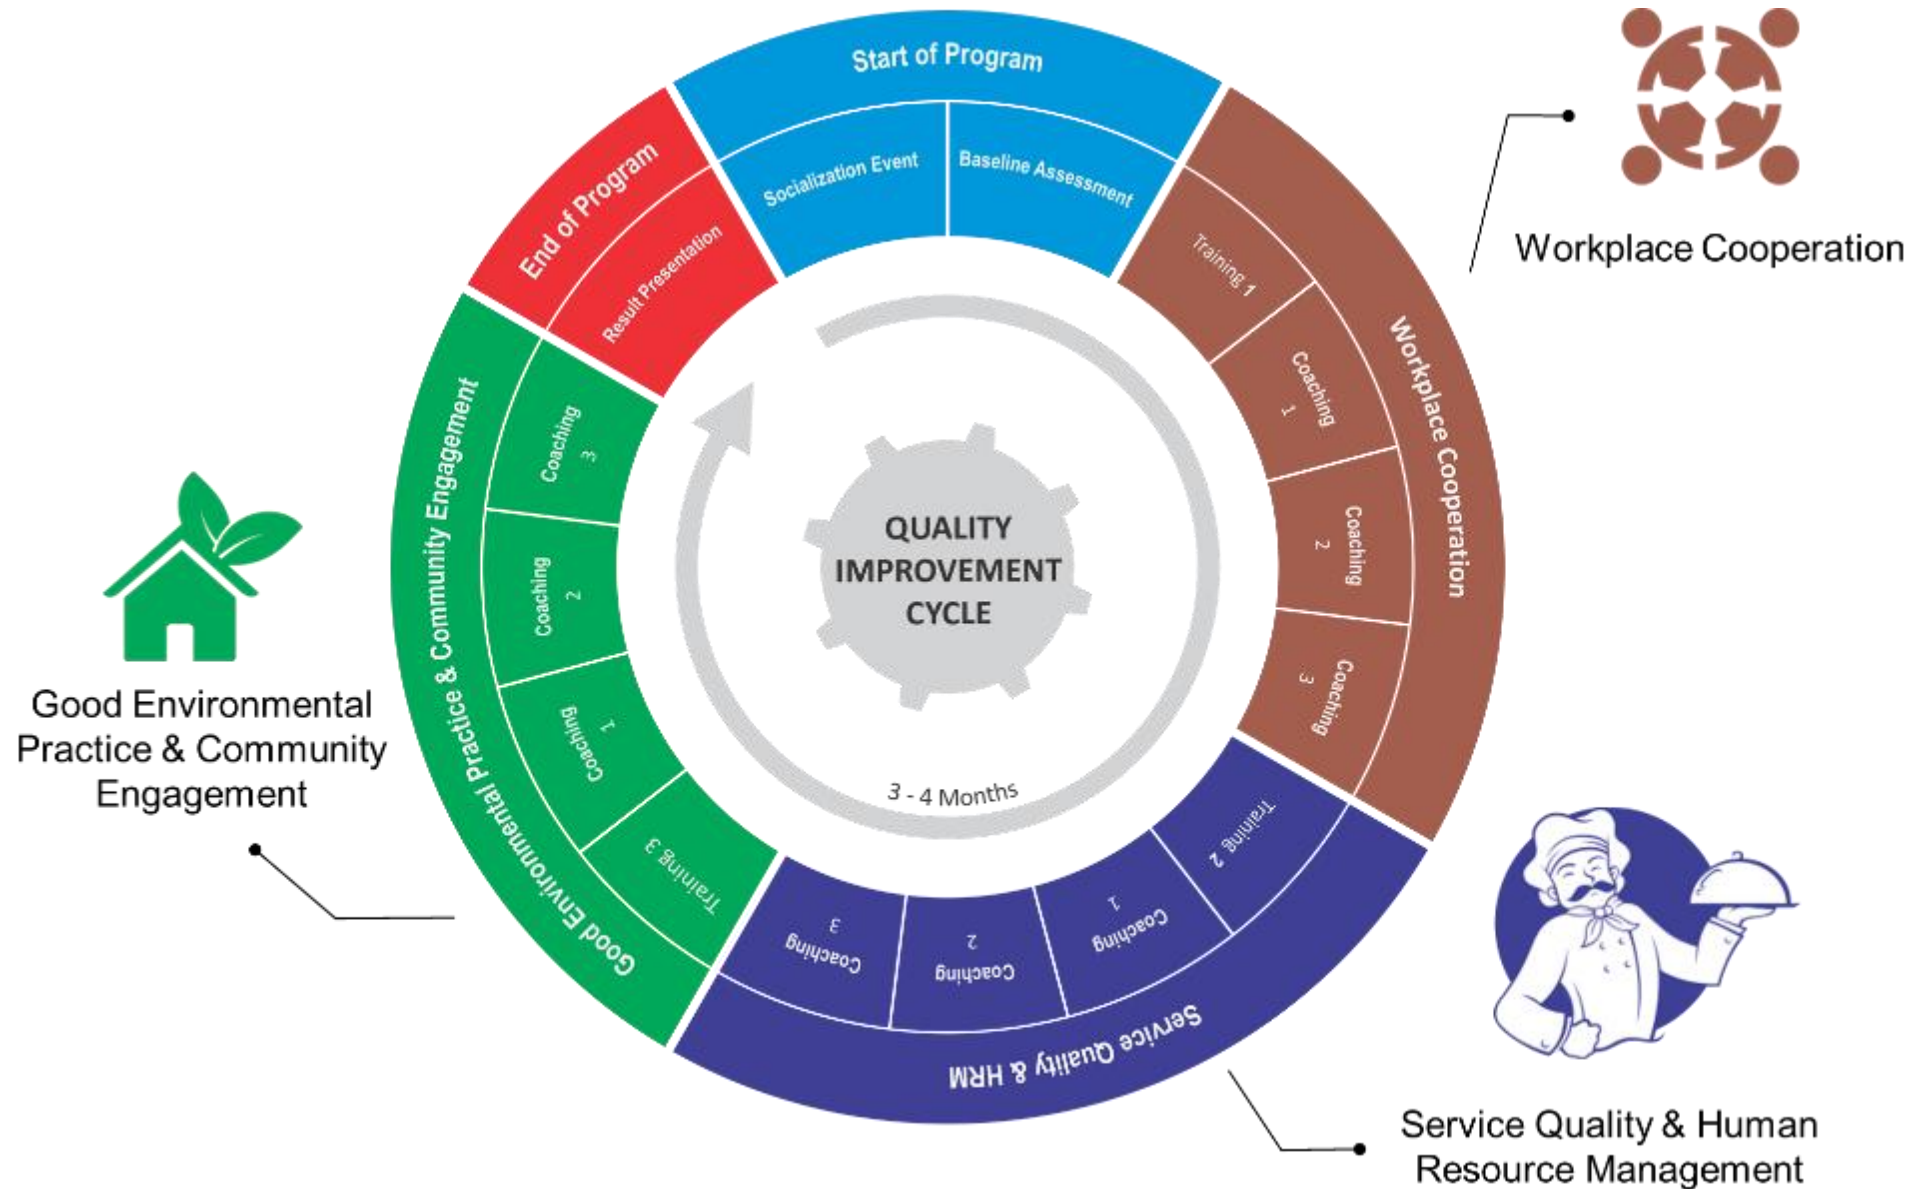 Start of Program
Socialization Event
Baseline Assessment
Workplace Cooperation
Training 1
Coaching
1
Coaching
2
Coaching
3
Service Quality & HRM
Training 2
Coaching
1
Coaching
2
Coaching
3
Good Environmental Practice & Community Engagement
Training 3
Coaching
1
Coaching
2
Coaching
3
End of Program
Result Presentation
QUALITY
IMPROVEMENT
CYCLE
3 - 4 Months
Workplace Cooperation
Service Quality & Human
Resource Management
Good Environmental
Practice & Community
Engagement